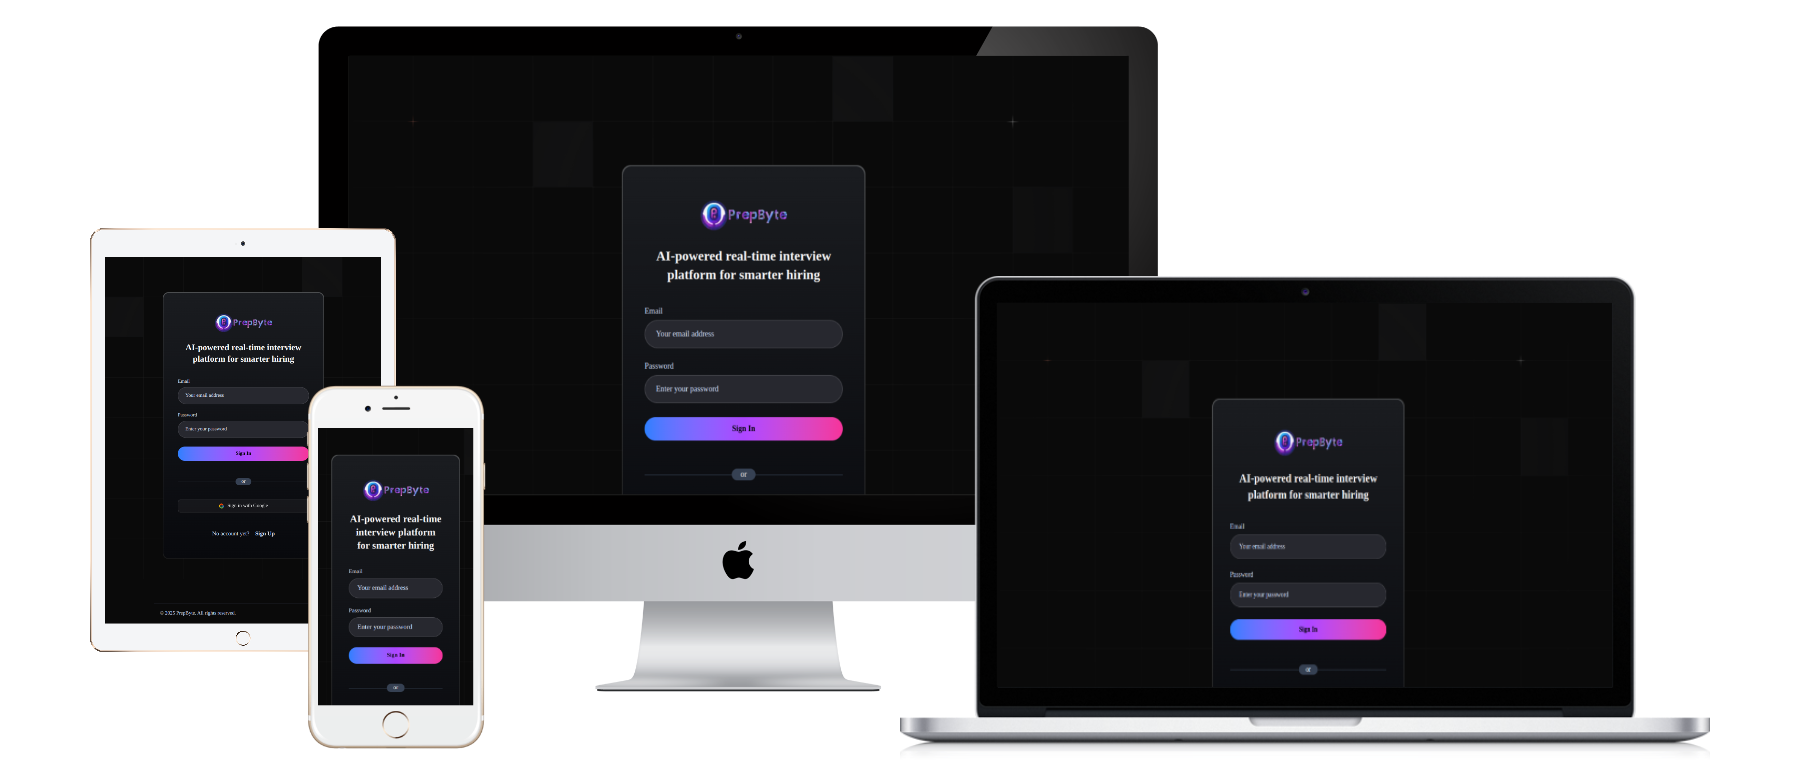 PrepByte
AI-powered real-time interview
platform for smarter hiring
Email
Your email address
Password
Enter your password
Sign In
or
PrepByte
AI-powered real-time interview
platform for smarter hiring
Email
Your email address
Password
Enter your password
Sign In
or
Sign in with Google
No account yet? Sign Up
© 2025 PrepByte. All rights reserved.
PrepByte
AI-powered real-time
interview platform
for smarter hiring
Email
Your email address
Password
Enter your password
Sign In
or
PrepByte
AI-powered real-time interview
platform for smarter hiring
Email
Your email address
Password
Enter your password
Sign In
or